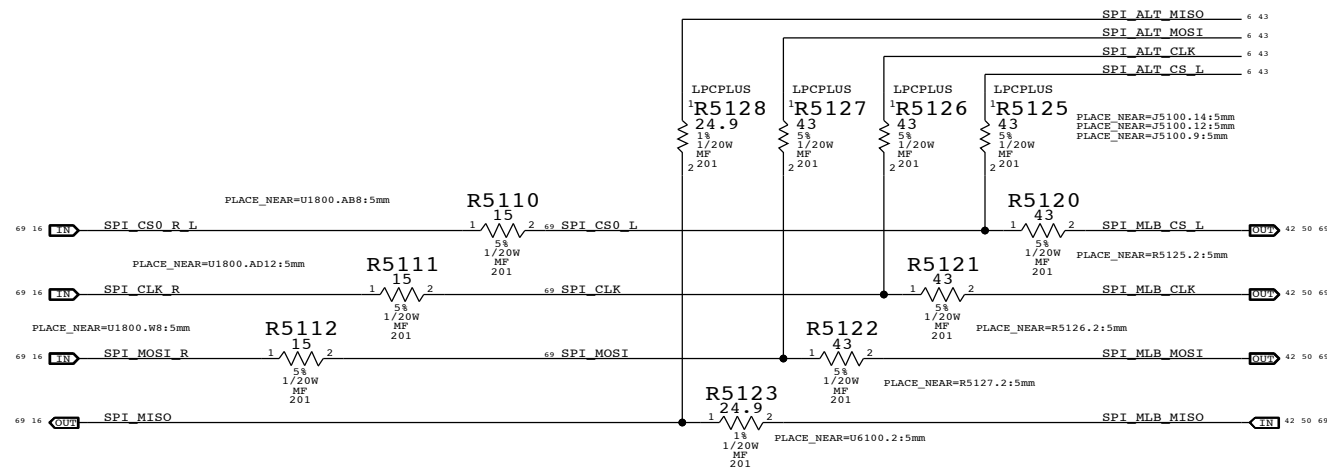 SPI_ALT_MISO 6 43
SPI_ALT_MOSI 6 43
SPI_ALT_CLK 6 43
SPI_ALT_CS_L 6 43
LPCPLUS
1 R5128
24.9
1%
1/20W
MF
2 201
1 R5127
43
5%
1/20W
MF
2 201
LPCPLUS
1 R5126
43
5%
1/20W
MF
2 201
LPCPLUS
LPCPLUS
1 R5125
43
5%
1/20W
MF
2 201
PLACE_NEAR=J5100.14:5mm
PLACE_NEAR=J5100.12:5mm
PLACE_NEAR=J5100.9:5mm
PLACE_NEAR=U1800.AB8:5mm
69 16 IN SPI_CS0_R_L
R5110
1 15 2
5%
1/20W
MF
201
69 SPI_CS0_L
R5120
1 43 2
5%
1/20W
MF
201
SPI_MLB_CS_L OUT 42 50 69
PLACE_NEAR=R5125.2:5mm
PLACE_NEAR=U1800.AD12:5mm
69 16 IN SPI_CLK_R
R5111
1 15 2
5%
1/20W
MF
201
69 SPI_CLK
R5121
1 43 2
5%
1/20W
MF
201
SPI_MLB_CLK OUT 42 50 69
PLACE_NEAR=R5126.2:5mm
PLACE_NEAR=U1800.W8:5mm
69 16 IN SPI_MOSI_R
R5112
1 15 2
5%
1/20W
MF
201
69 SPI_MOSI
R5122
1 43 2
5%
1/20W
MF
201
SPI_MLB_MOSI OUT 42 50 69
PLACE_NEAR=R5127.2:5mm
69 16 OUT SPI_MISO
R5123
1 24.9 2
1%
1/20W
MF
201
SPI_MLB_MISO IN 42 50 69
PLACE_NEAR=U6100.2:5mm